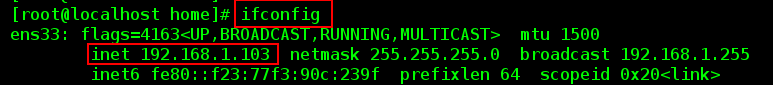 [root@localhost home]# ifconfig
ens33: flags=4163<UP,BROADCAST,RUNNING,MULTICAST> mtu 1500
inet 192.168.1.103 netmask 255.255.255.0 broadcast 192.168.1.255
inet6 fe80::f23:77f3:90c:239f prefixlen 64 scopeid 0x20<link>